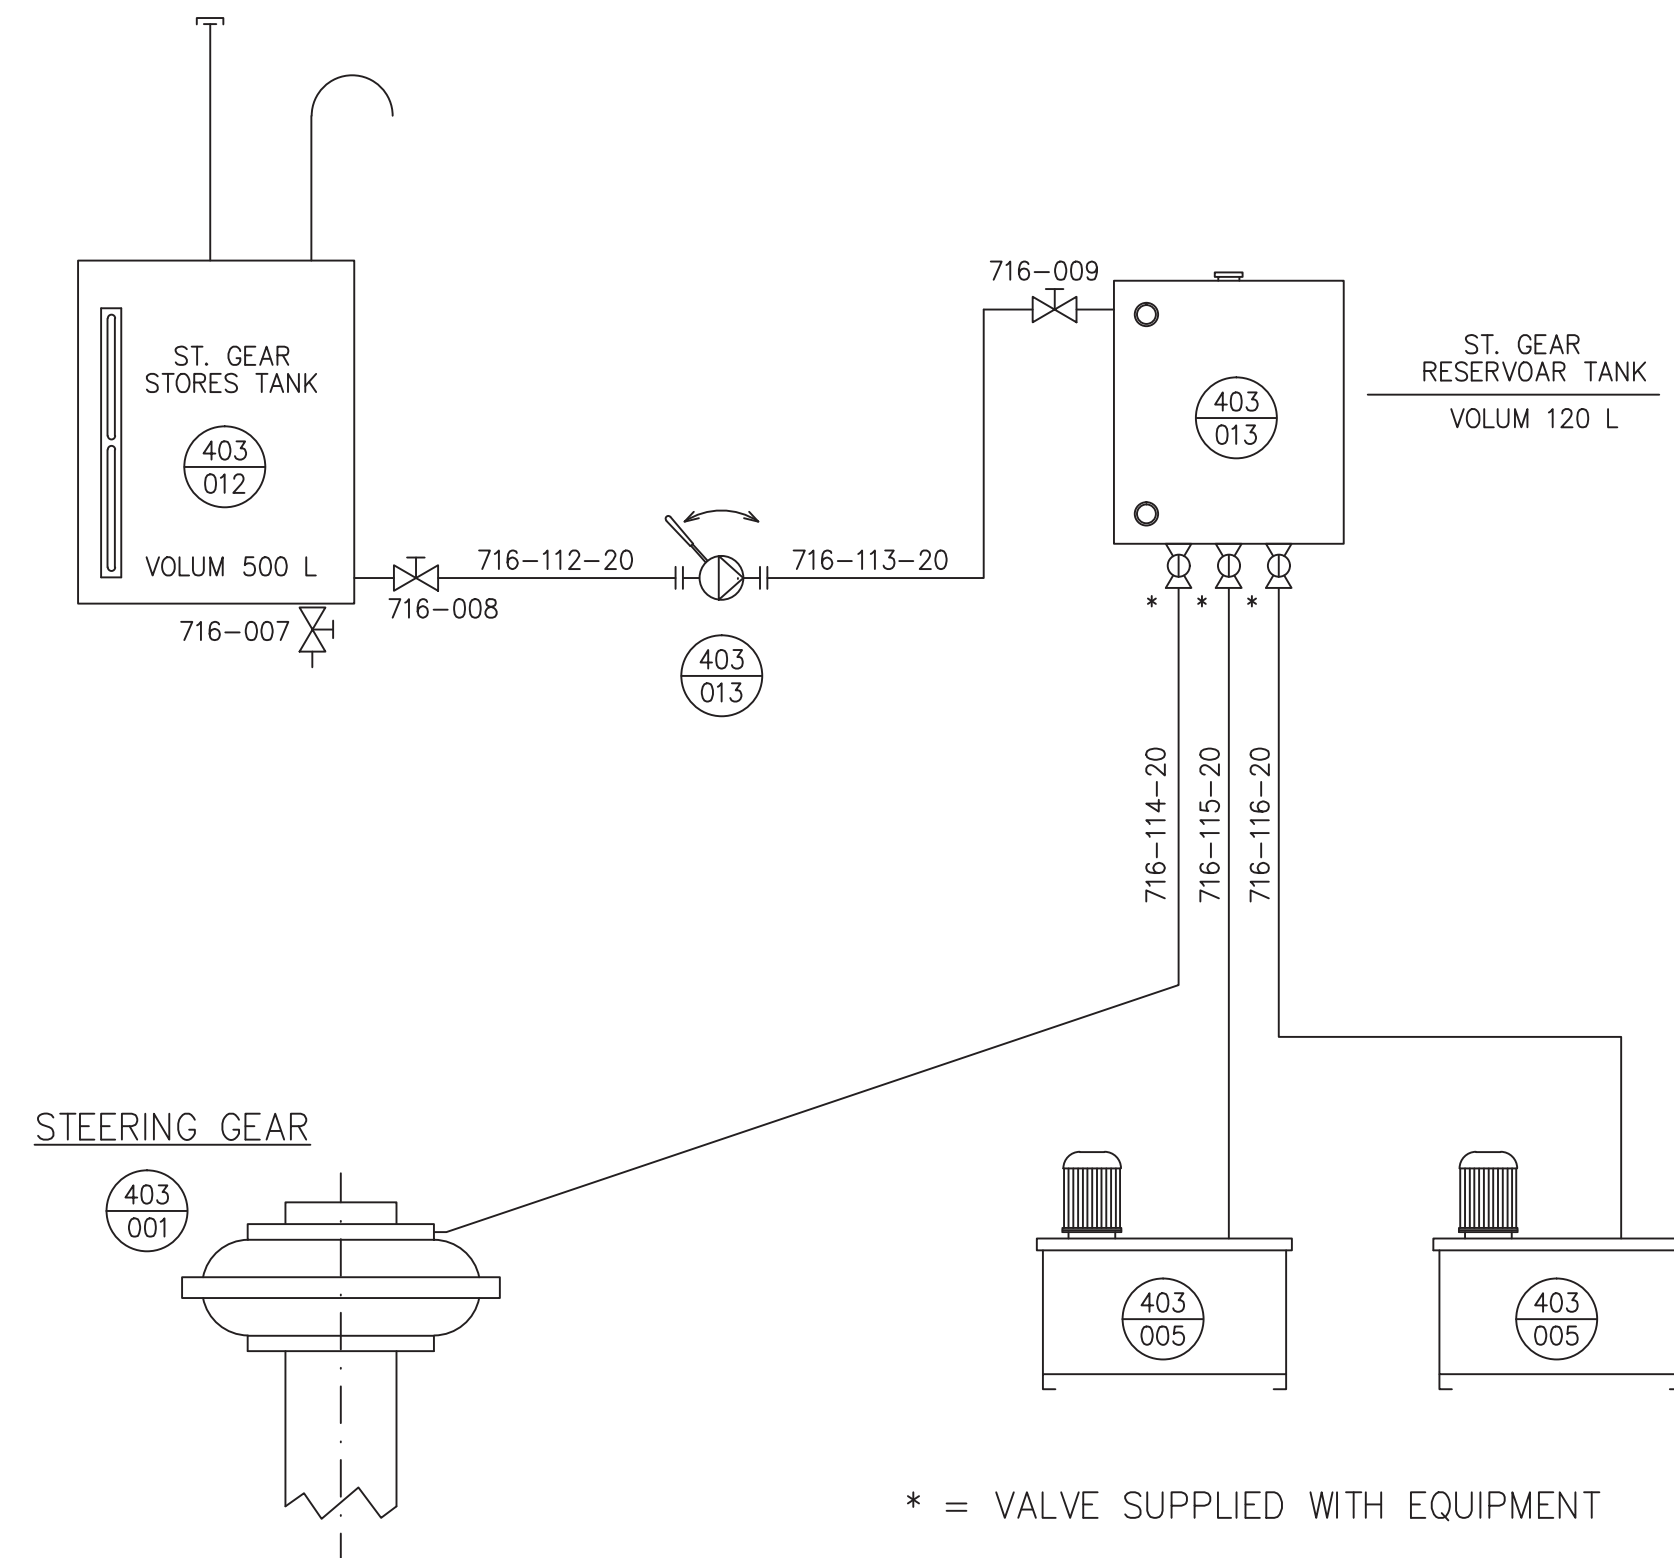 716-009
ST. GEAR
STORES TANK
403
012
VOLUM 500 L
716-007
716-008
716-112-20
403
013
716-113-20
403
013
ST. GEAR
RESERVOAR TANK
VOLUM 120 L
* * *
716-114-20
716-115-20
716-116-20
STEERING GEAR
403
001
403
005
403
005
* = VALVE SUPPLIED WITH EQUIPMENT